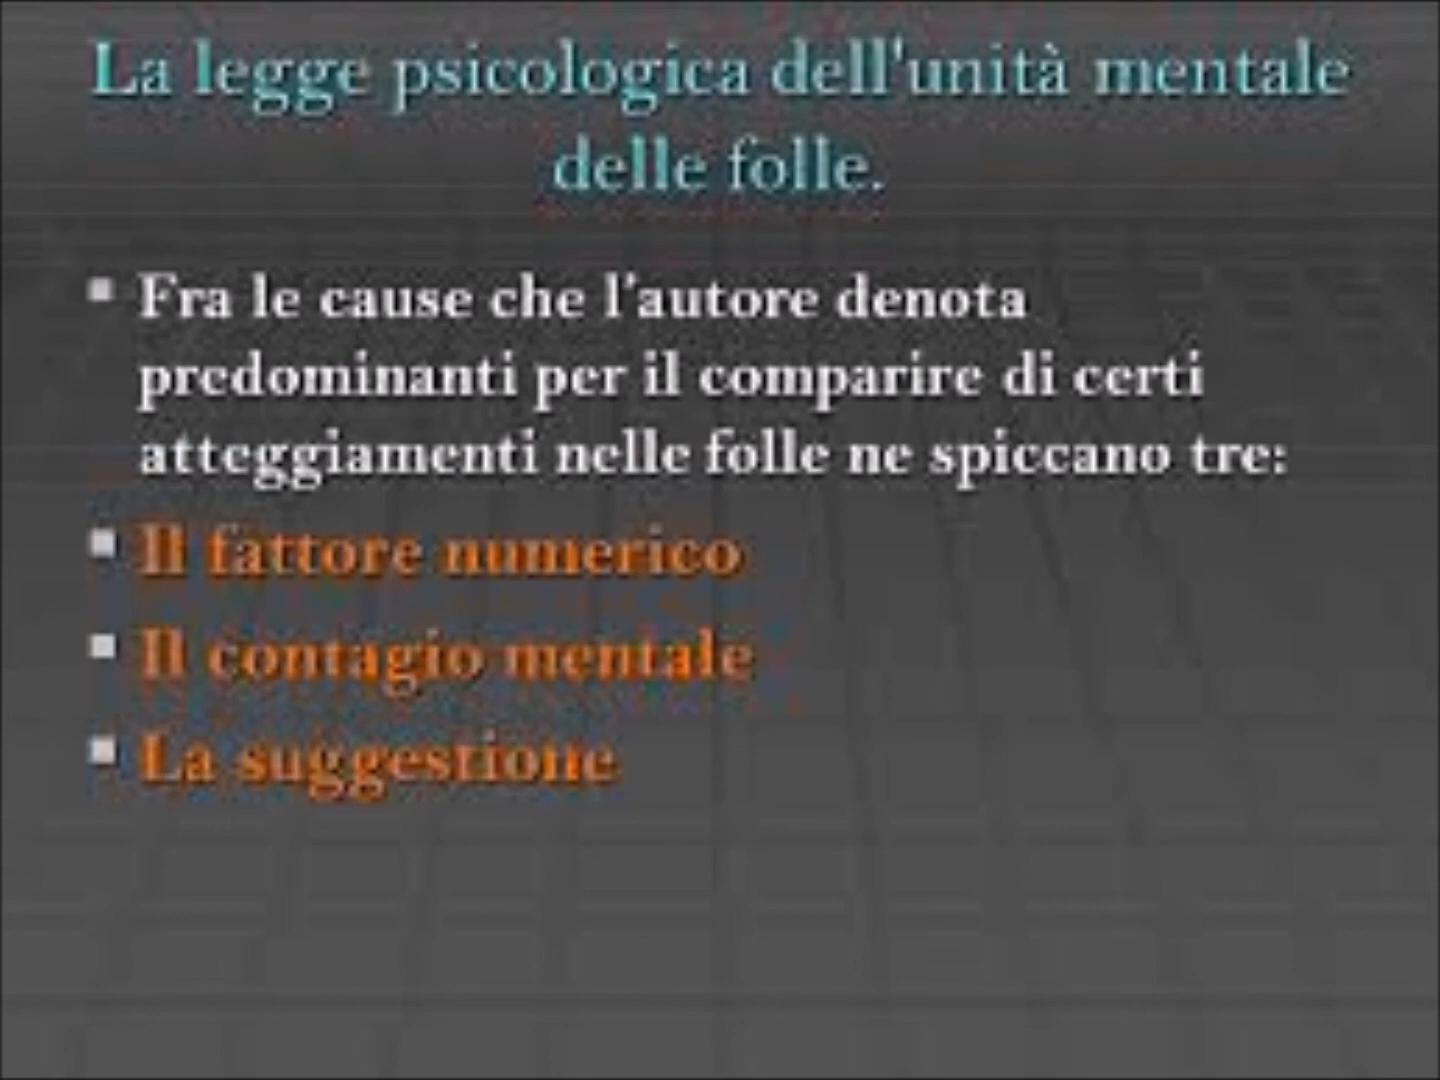 La legge psicologica dell'unità mentale
delle folle.
Fra le cause che l'autore denota
predominanti per il comparire di certi
atteggiamenti nelle folle ne spiccano tre:
Il fattore numerico
Il contagio mentale
La suggestione